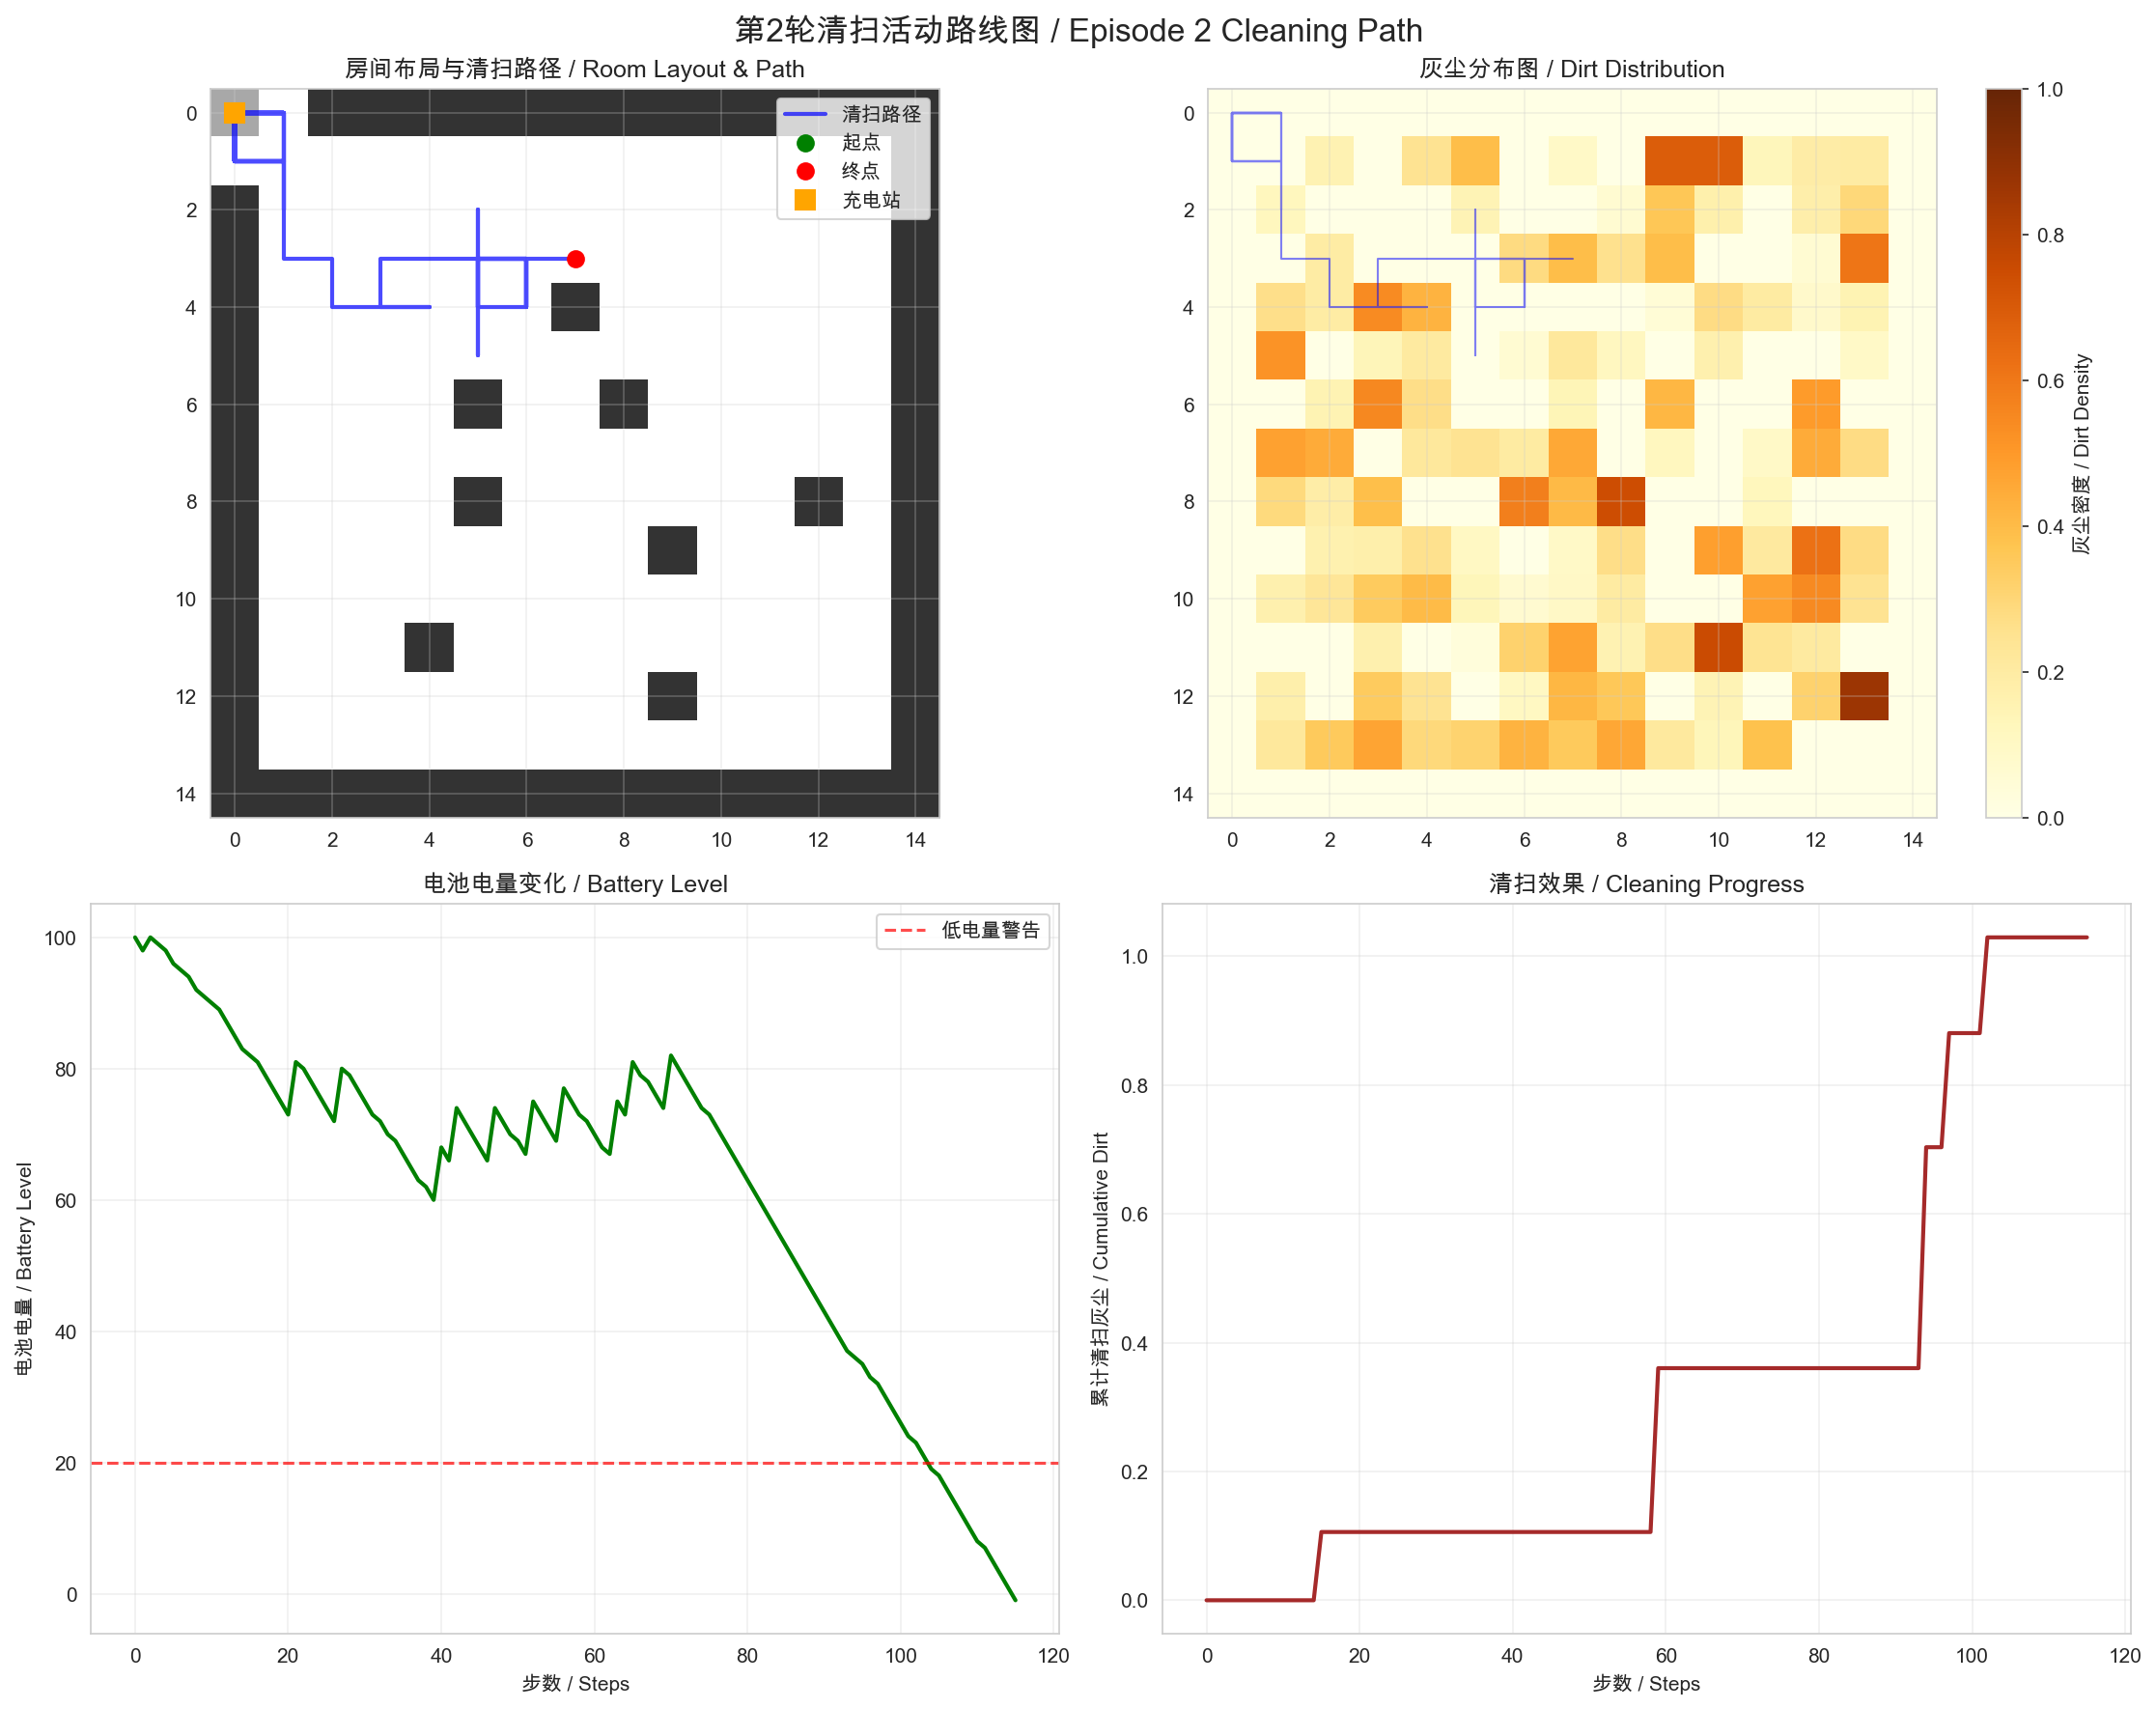 第2轮清扫活动路线图 / Episode 2 Cleaning Path
房间布局与清扫路径 / Room Layout & Path
清扫路径
起点
终点
充电站
0
2
4
6
8
10
12
14
0 2 4 6 8 10 12 14
灰尘分布图 / Dirt Distribution
0
2
4
6
8
10
12
14
0 2 4 6 8 10 12 14
1.0
0.8
0.6
0.4
0.2
0.0
灰尘密度 / Dirt Density
电池电量变化 / Battery Level
低电量警告
电池电量 / Battery Level
100
80
60
40
20
0
0 20 40 60 80 100 120
步数 / Steps
清扫效果 / Cleaning Progress
累计清扫灰尘 / Cumulative Dirt
1.0
0.8
0.6
0.4
0.2
0.0
0 20 40 60 80 100 120
步数 / Steps